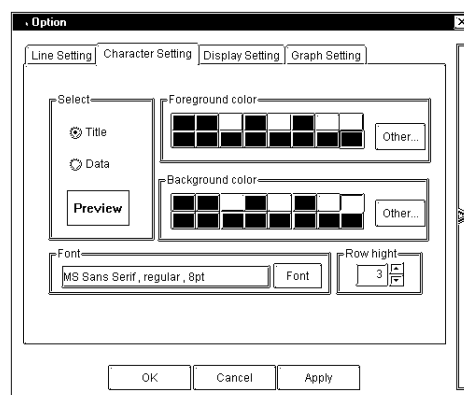 Option
Line Setting Character Setting Display Setting Graph Setting
Select
Title
Data
Preview
Foreground color
Other...
Background color
Other...
Font
MS Sans Serif, regular, 8pt Font
Row hight
3
OK Cancel Apply